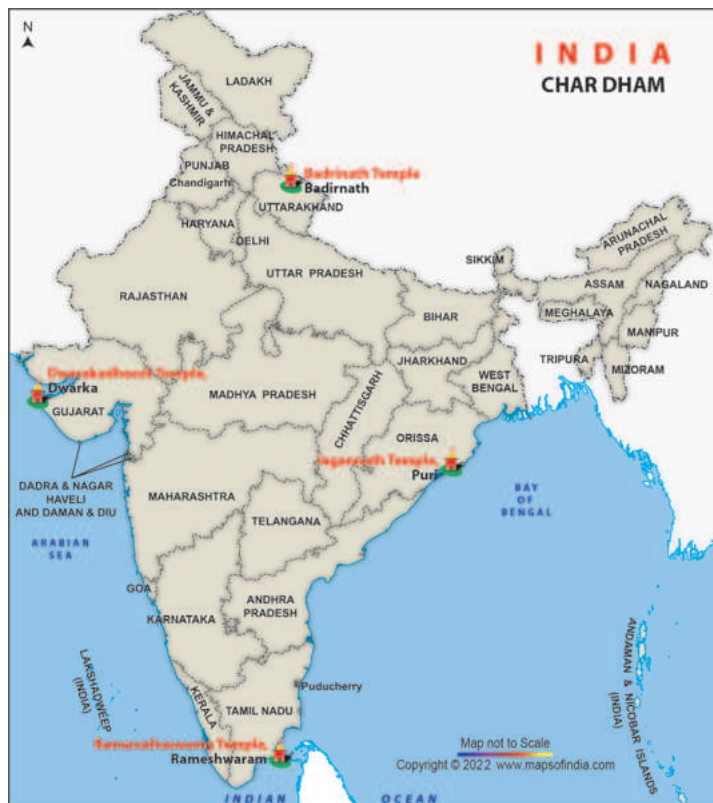 N
INDIA
CHAR DHAM
LADAKH
JAMMU &
KASHMIR
HIMACHAL
PRADESH
PUNJAB
Chandigarh
Badrinath Temple
Badirnath
UTTARAKHAND
HARYANA
DELHI
ARUNACHAL
PRADESH
SIKKIM
UTTAR PRADESH
ASSAM
NAGALAND
RAJASTHAN
BIHAR
MEGHALAYA
MANIPUR
JHARKHAND
TRIPURA
MIZORAM
Temple,
Dwarka
WEST
BENGAL
MADHYA PRADESH
GUJARAT
CHHATTISGARH
ORISSA
Jagannath Temple,
Puri
DADRA & NAGAR
HAVELI
AND DAMAN & DIU
MAHARASHTRA
BAY
OF
BENGAL
TELANGANA
ARABIAN
SEA
GOA
ANDHRA
PRADESH
KARNATAKA
LAKSHADWEEP
(INDIA)
ANDAMAN & NICOBAR ISLANDS
(INDIA)
Puducherry
KERALA
TAMIL NADU
Temple,
Rameshwaram
Map not to Scale
Copyright © 2022 www.mapsofindia.com
INDIAN OCEAN